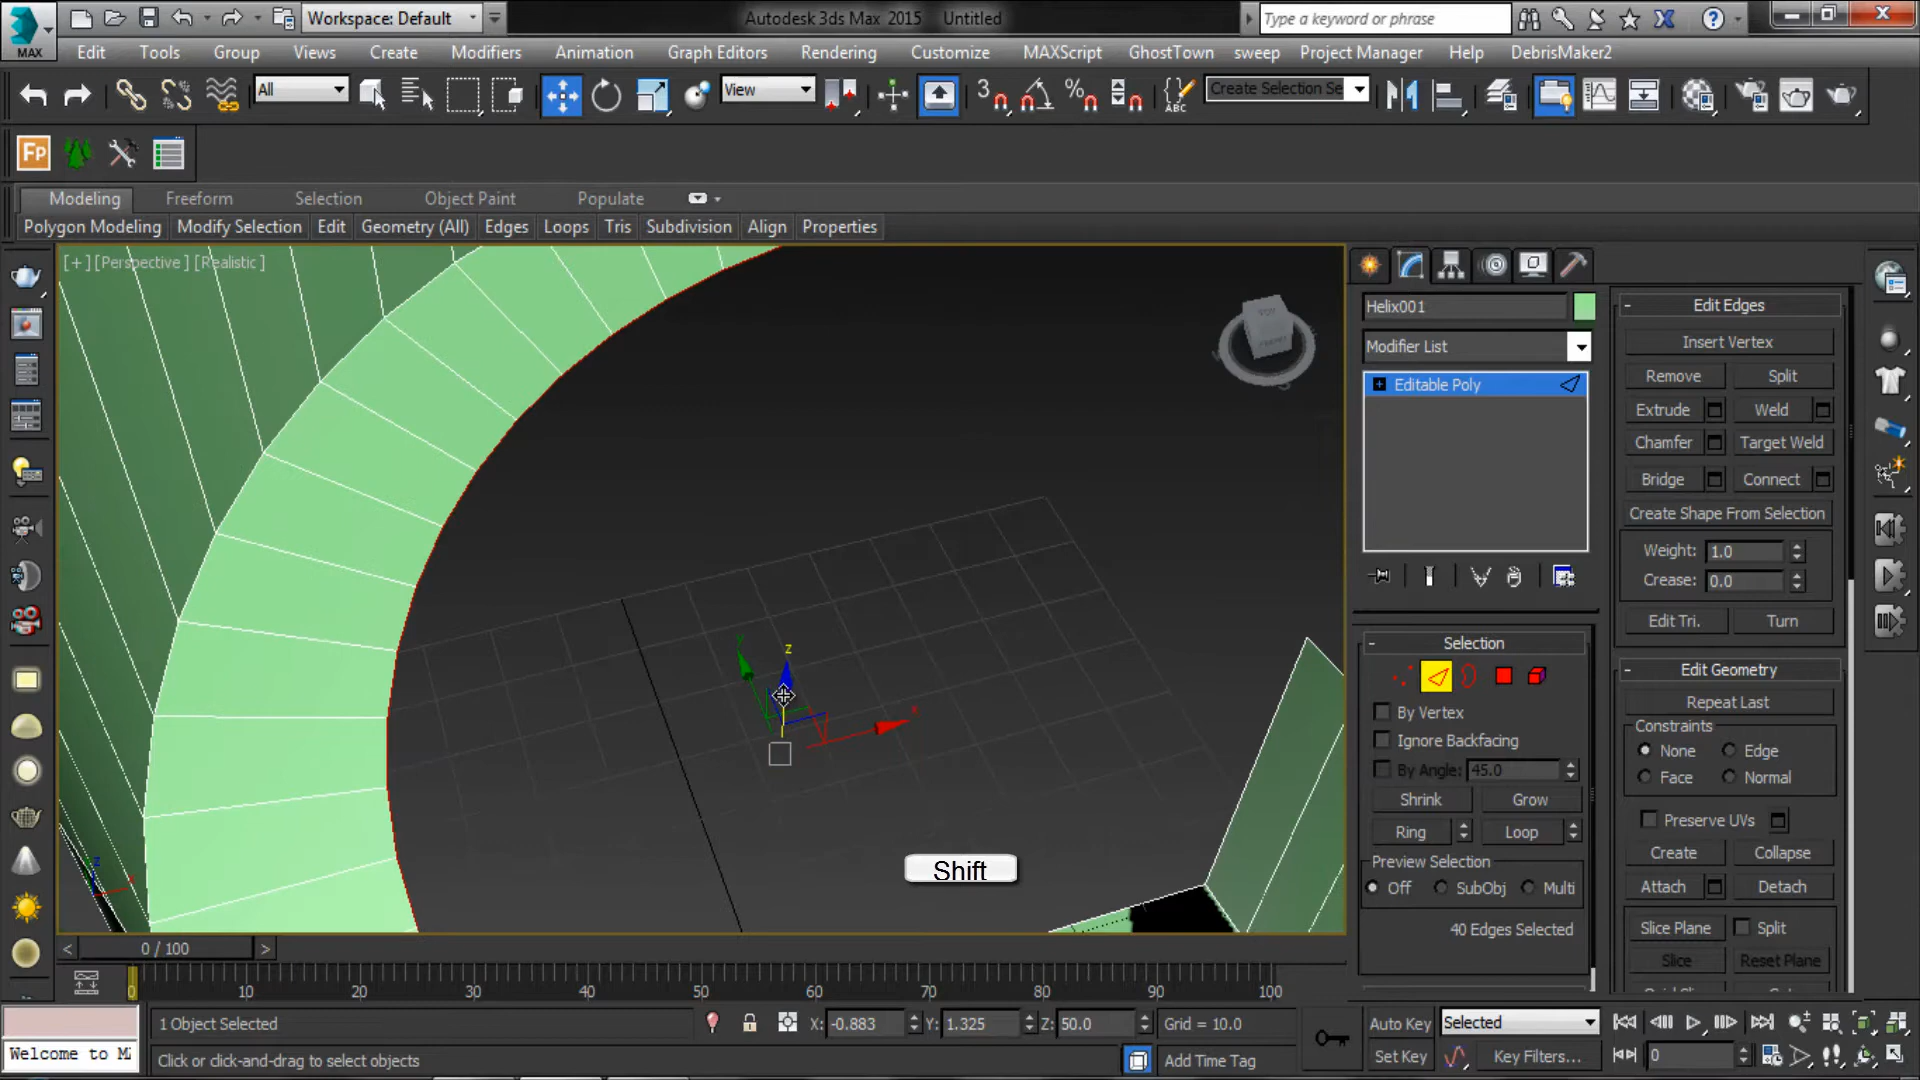 Workspace: Default
Autodesk 3ds Max 2015 Untitled
Type a keyword or phrase
MAX
Edit Tools Group Views Create Modifiers Animation Graph Editors Rendering Customize MAXScript GhostTown sweep Project Manager Help DebrisMaker2
All
View
3
ABC
Create Selection Se
Fp
Modeling Freeform Selection Object Paint Populate
Polygon Modeling Modify Selection Edit Geometry (All) Edges Loops Tris Subdivision Align Properties
[+] [Perspective] [Realistic]
Helix001
Modifier List
Editable Poly
Edit Edges
Insert Vertex
Remove Split
Extrude Weld
Chamfer Target Weld
Bridge Connect
Create Shape From Selection
Weight: 1.0
Crease: 0.0
Edit Tri. Turn
Selection
By Vertex
Ignore Backfacing
By Angle: 45.0
Shrink Grow
Ring Loop
Preview Selection
Off SubObj Multi
40 Edges Selected
Edit Geometry
Repeat Last
Constraints
None Edge
Face Normal
Preserve UVs
Create Collapse
Attach Detach
Slice Plane Split
Slice Reset Plane
z
x
Shift
0 / 100
0 10 20 30 40 50 60 70 80 90 100
1 Object Selected
X: -0.883 Y: 1.325 Z: 50.0 Grid = 10.0
Auto Key Selected
Welcome to M
Click or click-and-drag to select objects
Add Time Tag
Set Key Key Filters... 0